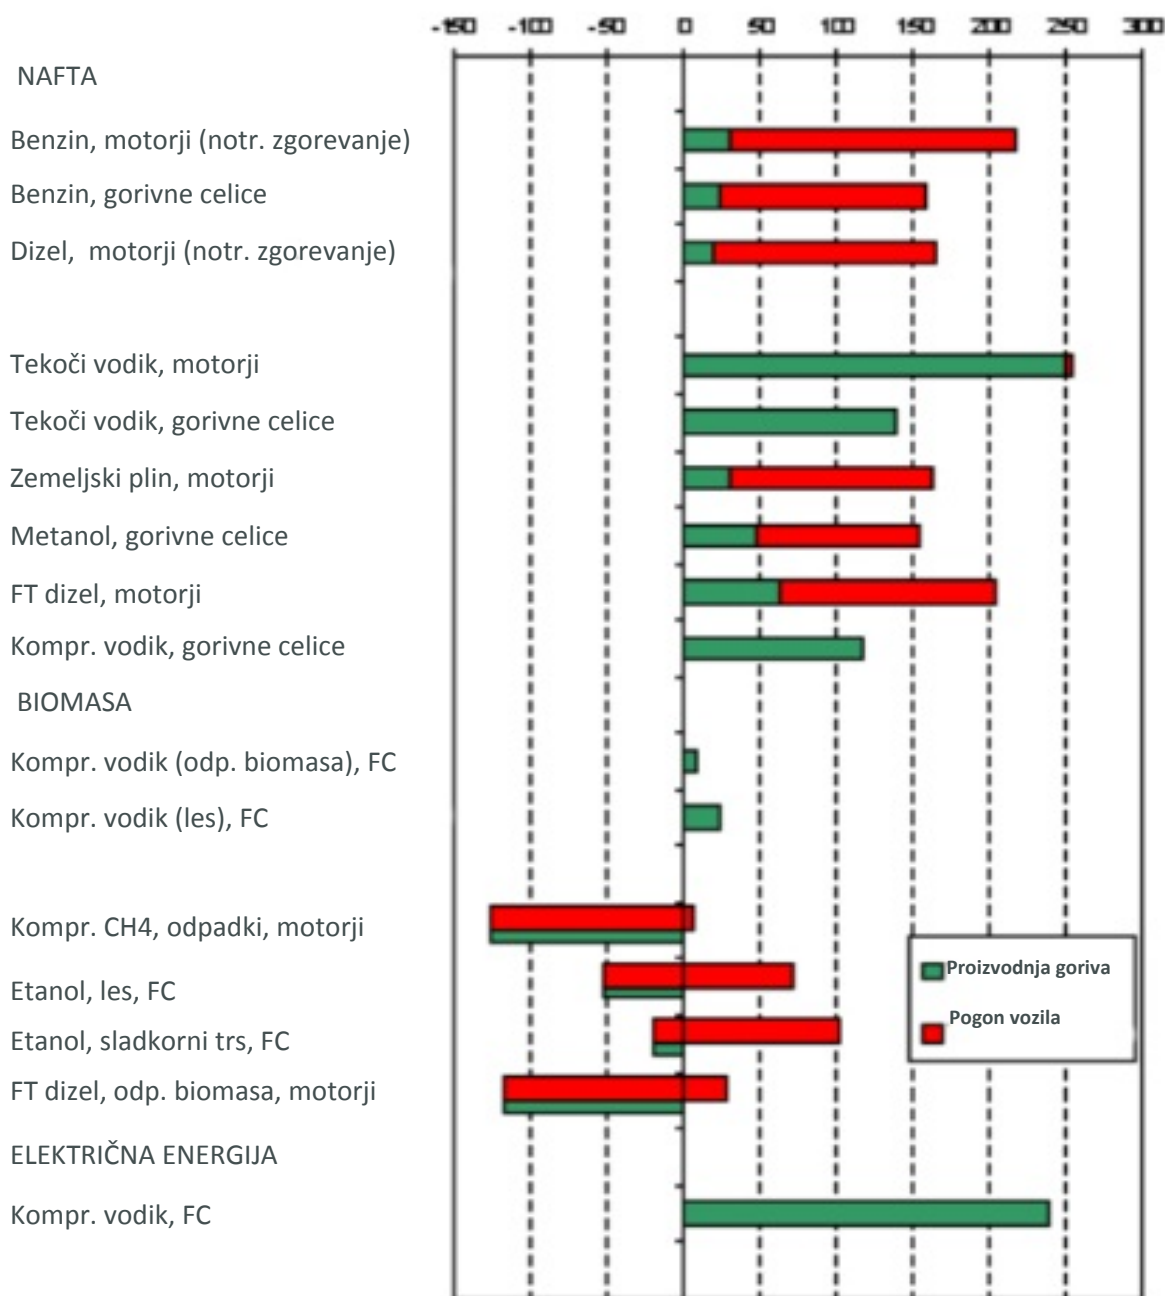 -150 -100 -50 0 50 100 150 200 250 300
NAFTA
Benzin, motorji (notr. zgorevanje)
Benzin, gorivne celice
Dizel, motorji (notr. zgorevanje)
Tekoči vodik, motorji
Tekoči vodik, gorivne celice
Zemeljski plin, motorji
Metanol, gorivne celice
FT dizel, motorji
Kompr. vodik, gorivne celice
BIOMASA
Kompr. vodik (odp. biomasa), FC
Kompr. vodik (les), FC
Kompr. CH4, odpadki, motorji
Etanol, les, FC
Etanol, sladkorni trs, FC
FT dizel, odp. biomasa, motorji
ELEKTRIČNA ENERGIJA
Kompr. vodik, FC
Proizvodnja goriva
Pogon vozila